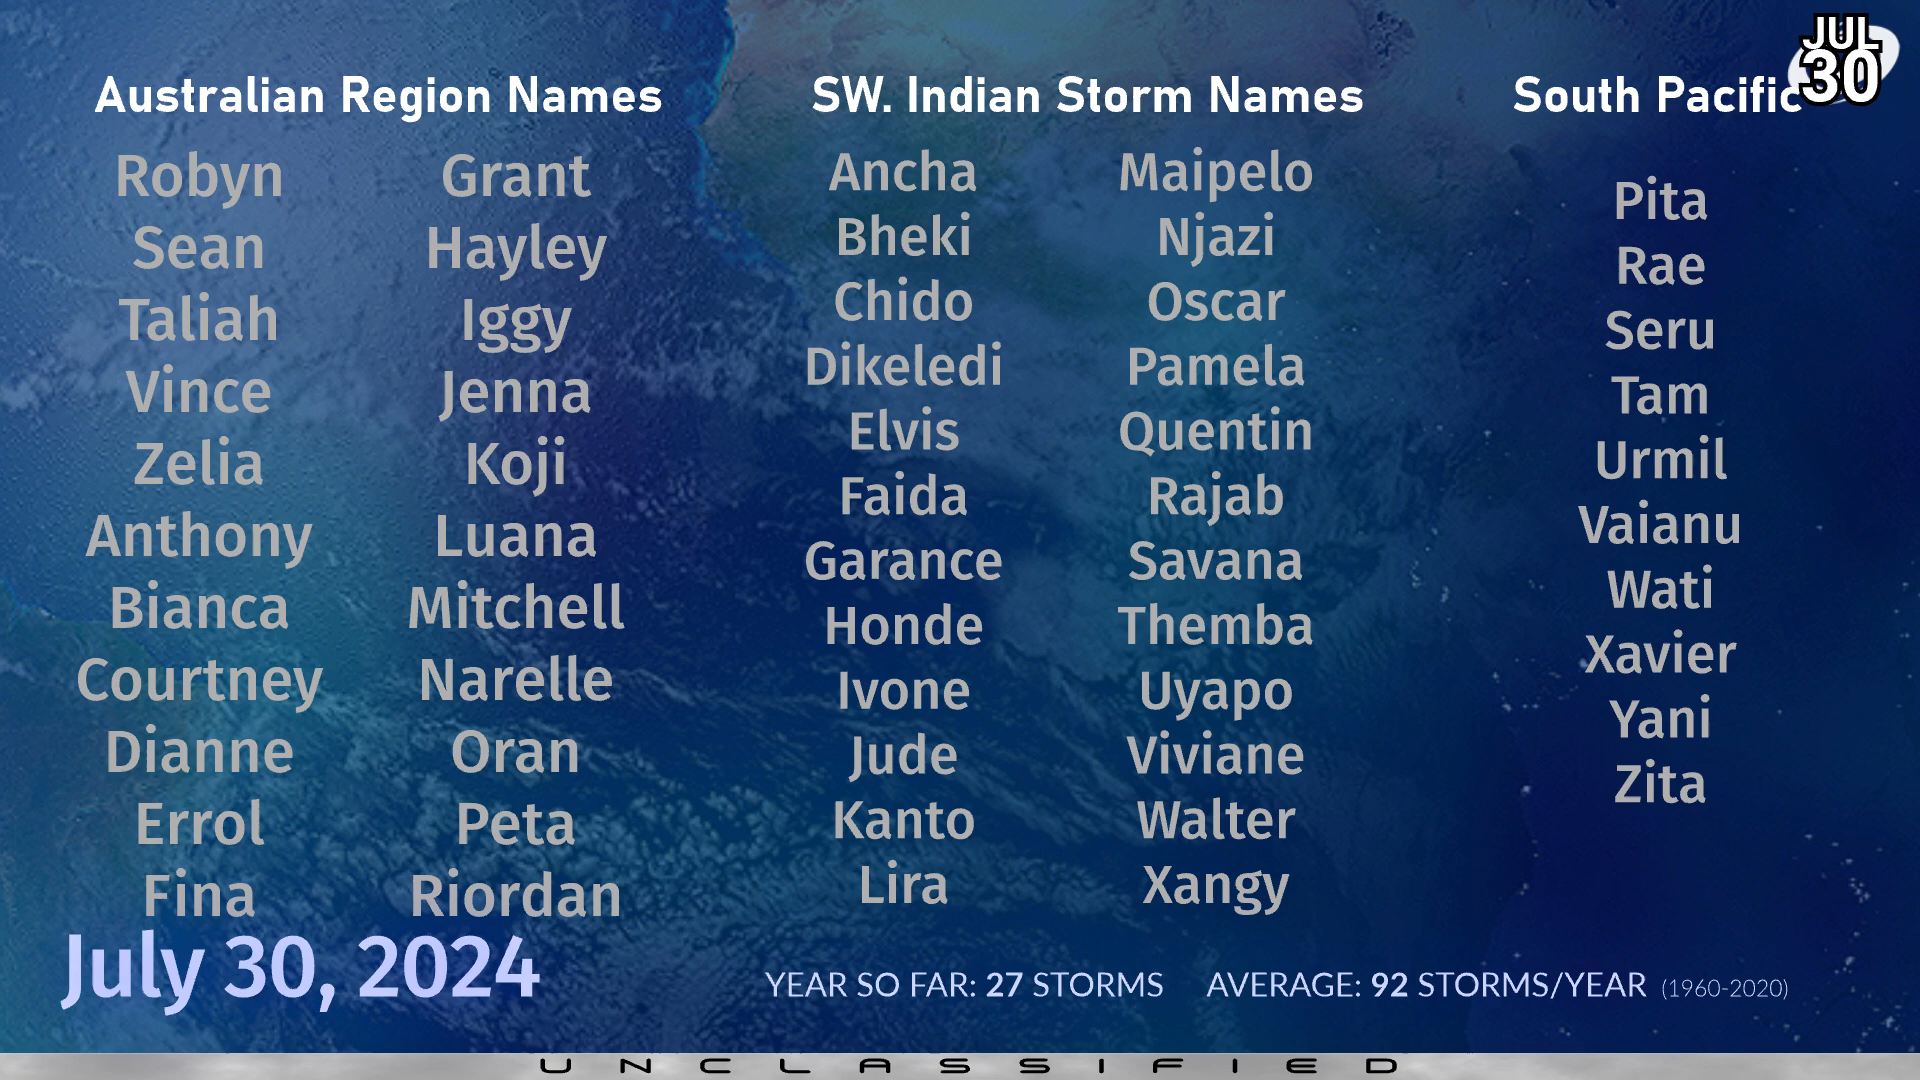 JUL
30
Australian Region Names
Robyn
Sean
Taliah
Vince
Zelia
Anthony
Bianca
Courtney
Dianne
Errol
Fina
Grant
Hayley
Iggy
Jenna
Koji
Luana
Mitchell
Narelle
Oran
Peta
Riordan
SW. Indian Storm Names
Ancha
Bheki
Chido
Dikeledi
Elvis
Faida
Garance
Honde
Ivone
Jude
Kanto
Lira
Maipelo
Njazi
Oscar
Pamela
Quentin
Rajab
Savana
Themba
Uyapo
Viviane
Walter
Xangy
South Pacific
Pita
Rae
Seru
Tam
Urmil
Vaianu
Wati
Xavier
Yani
Zita
July 30, 2024
YEAR SO FAR: 27 STORMS AVERAGE: 92 STORMS/YEAR (1960-2020)
UNCLASSIFIED